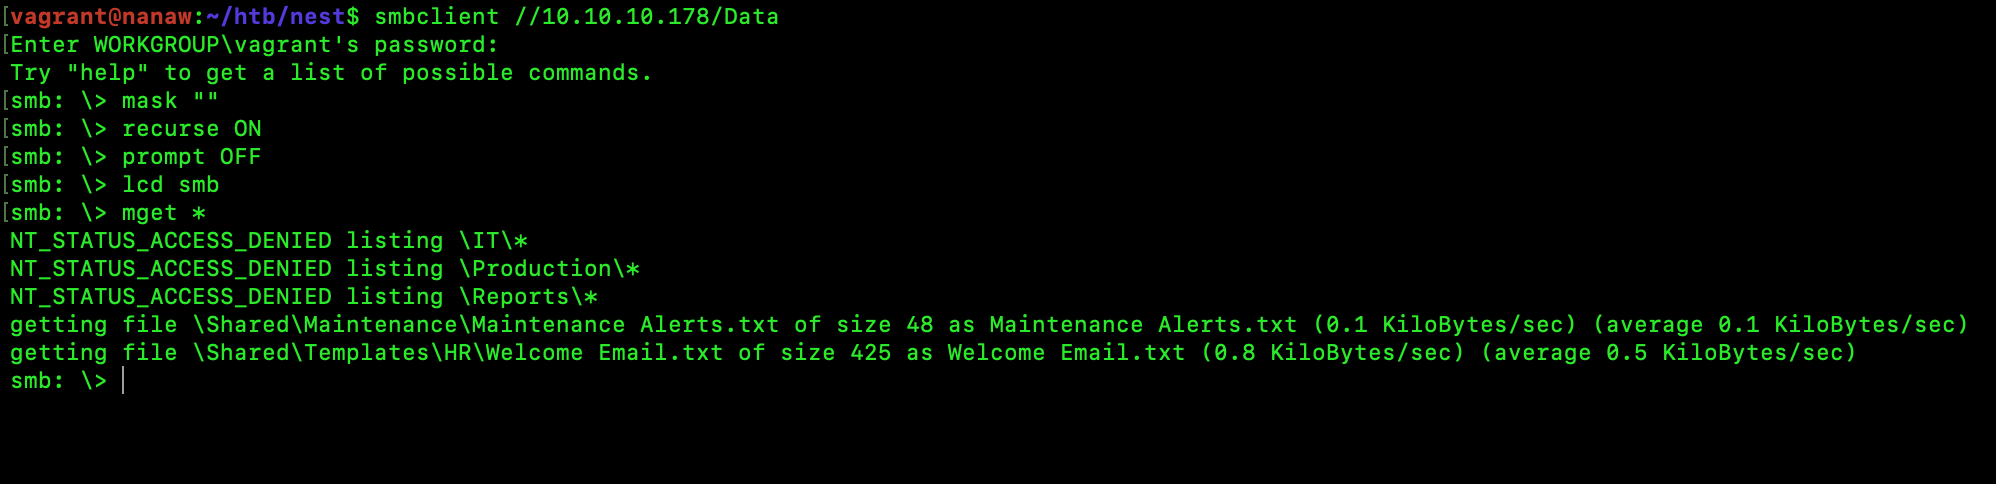 [vagrant@nanaw:~/htb/nest$ smbclient //10.10.10.178/Data
[Enter WORKGROUP\vagrant's password:
Try "help" to get a list of possible commands.
[smb: \> mask ""
[smb: \> recurse ON
[smb: \> prompt OFF
[smb: \> lcd smb
[smb: \> mget *
NT_STATUS_ACCESS_DENIED listing \IT\*
NT_STATUS_ACCESS_DENIED listing \Production\*
NT_STATUS_ACCESS_DENIED listing \Reports\*
getting file \Shared\Maintenance\Maintenance Alerts.txt of size 48 as Maintenance Alerts.txt (0.1 KiloBytes/sec) (average 0.1 KiloBytes/sec)
getting file \Shared\Templates\HR\Welcome Email.txt of size 425 as Welcome Email.txt (0.8 KiloBytes/sec) (average 0.5 KiloBytes/sec)
smb: \>